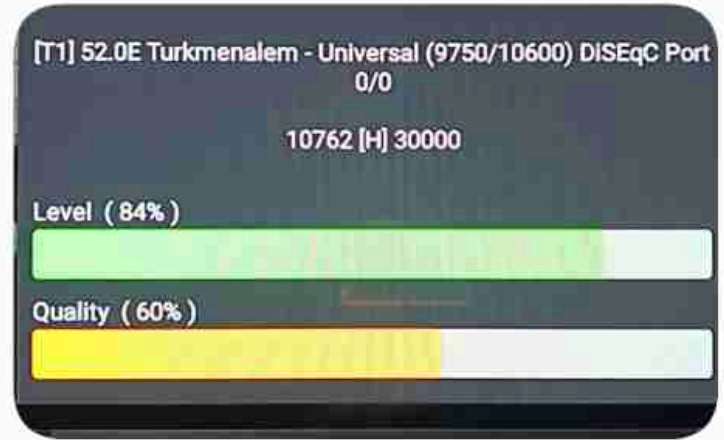 [T1] 52.0E Turkmenalem - Universal (9750/10600) DiSEqC Port
0/0
10762 [H] 30000
Level ( 84% )
Quality ( 60% )